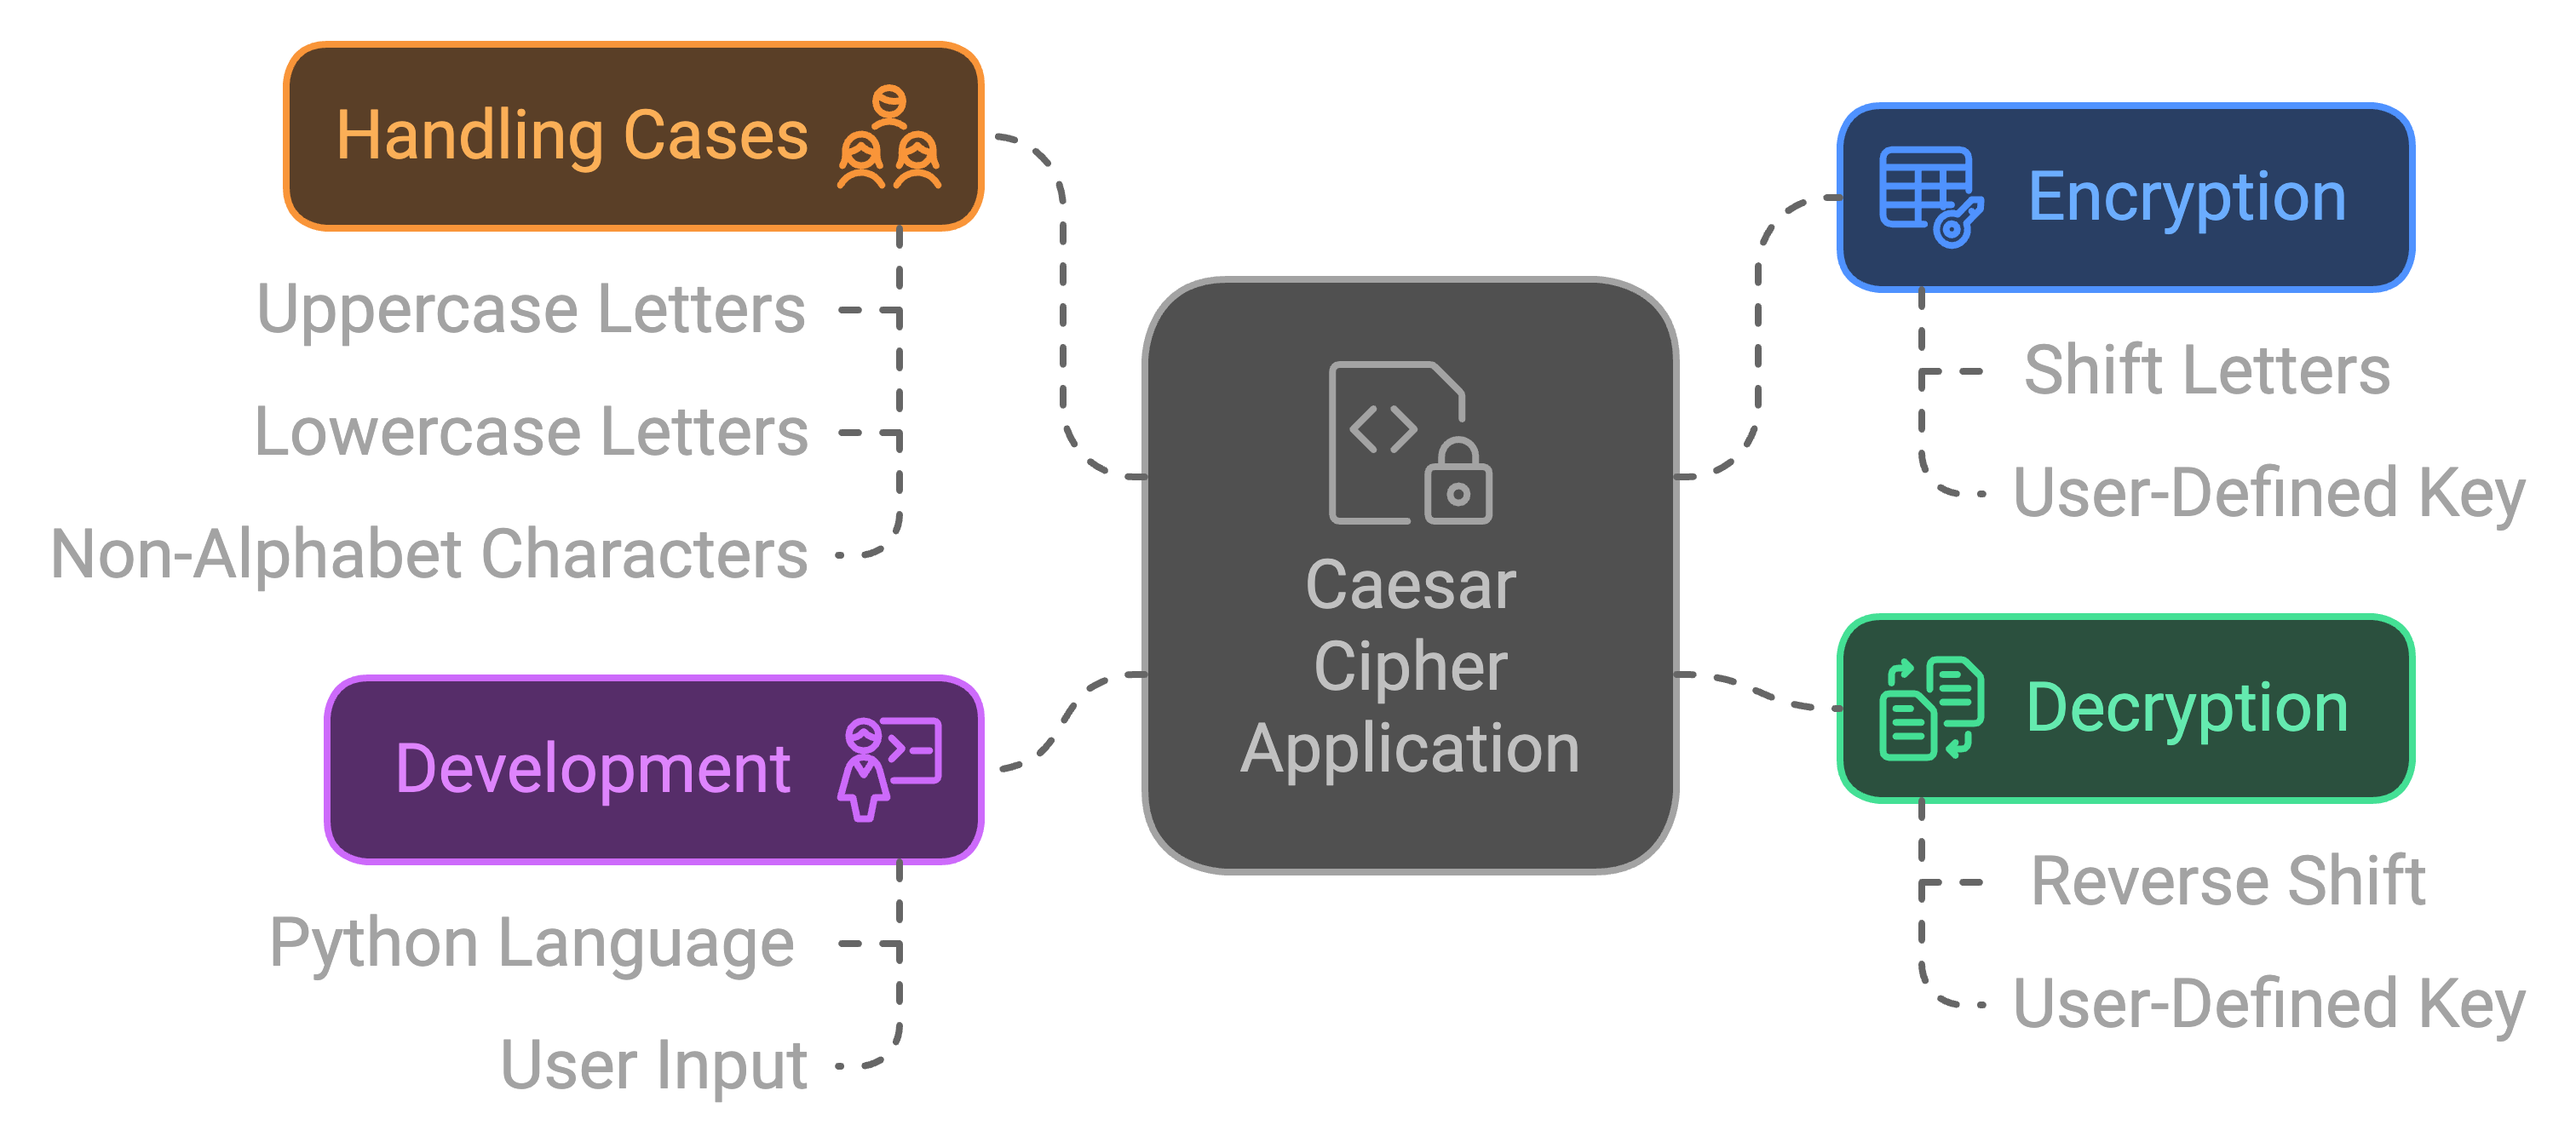 Handling Cases
Uppercase Letters
Lowercase Letters
Non-Alphabet Characters
Development
Python Language
User Input
Caesar
Cipher
Application
Encryption
Shift Letters
User-Defined Key
Decryption
Reverse Shift
User-Defined Key